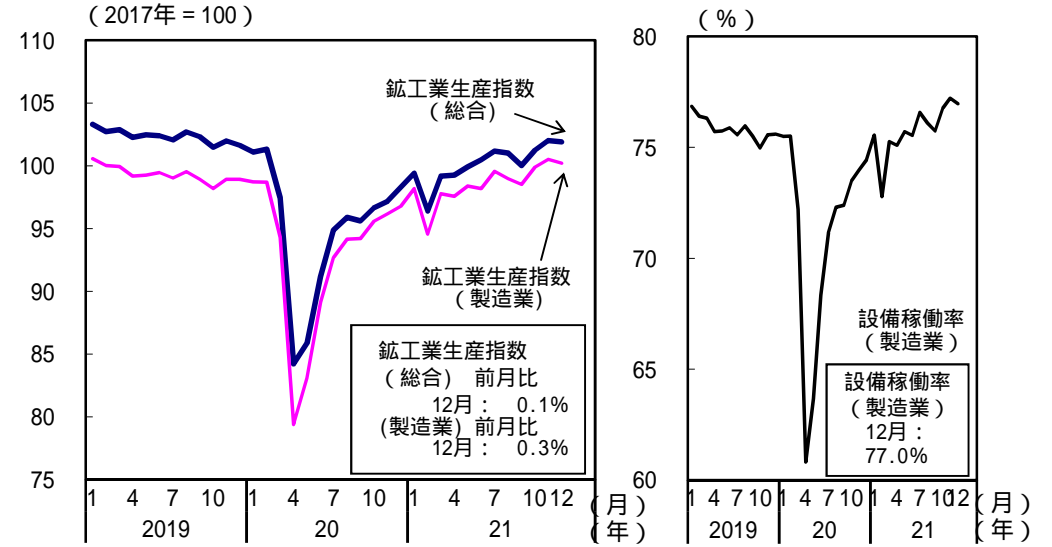 （2017年＝100）
110
105
100
95
90
85
80
75
鉱工業生産指数
（総合）
鉱工業生産指数
（製造業）
鉱工業生産指数
（総合） 前月比
12月： 0.1%
(製造業) 前月比
12月： 0.3%
1 4 7 10 1 4 7 10 1 4 7 10 12 （月）
2019 20 21 （年）
（％）
80
75
70
65
60
設備稼働率
（製造業）
設備稼働率
（製造業）
12月：
77.0%
1 4 7 10 1 4 7 10 1 4 7 10 12 （月）
2019 20 21 （年）